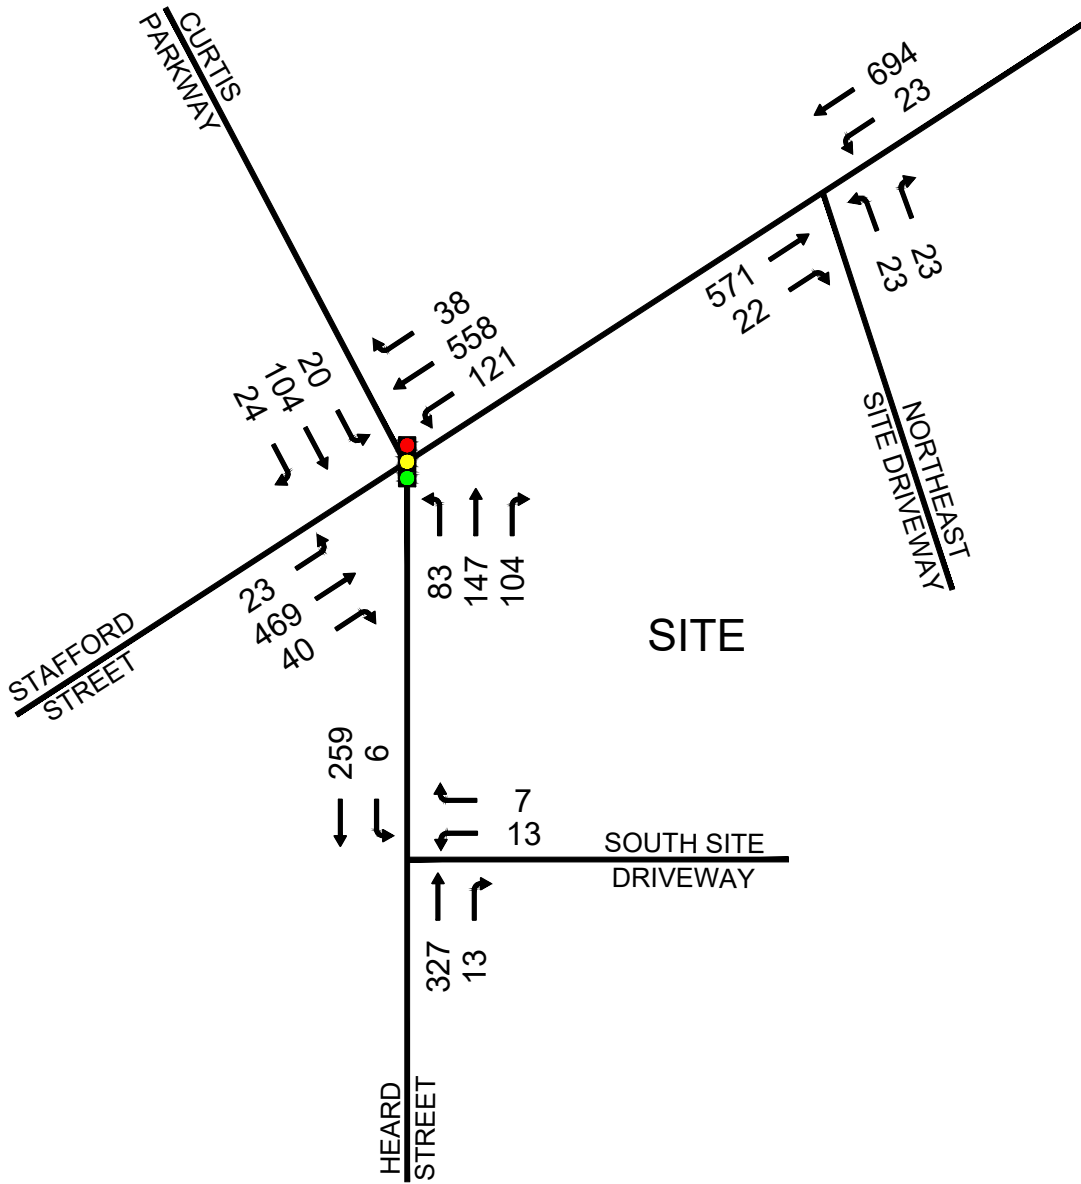 CURTIS
PARKWAY
694
23
571
22
23
23
NORTHEAST
SITE DRIVEWAY
38
558
121
20
104
24
23
469
40
83
147
104
STAFFORD
STREET
SITE
259
6
7
13
SOUTH SITE
DRIVEWAY
327
13
HEARD
STREET